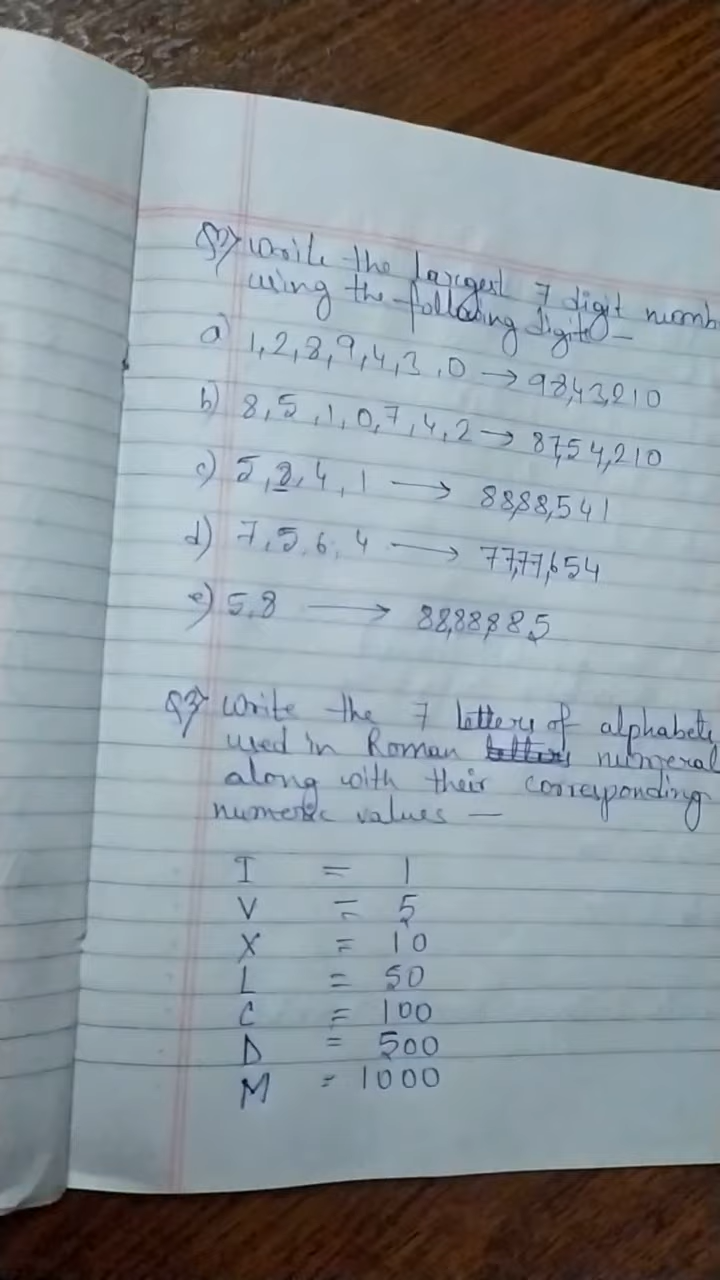 Q2) Write the largest 7 digit numb
using the following digits –
a) 1,2,8,9,4,3,0 → 98,43,210
b) 8,5,1,0,7,4,2 → 87,54,210
c) 5,8,4,1 → 88,88,541
d) 7,5,6,4 → 77,77,654
e) 5,8 → 88,88,885
Q3) Write the 7 letters of alphabets
used in Roman numeral
along with their corresponding
numeric values —
I = 1
V = 5
X = 10
L = 50
C = 100
D = 500
M = 1000